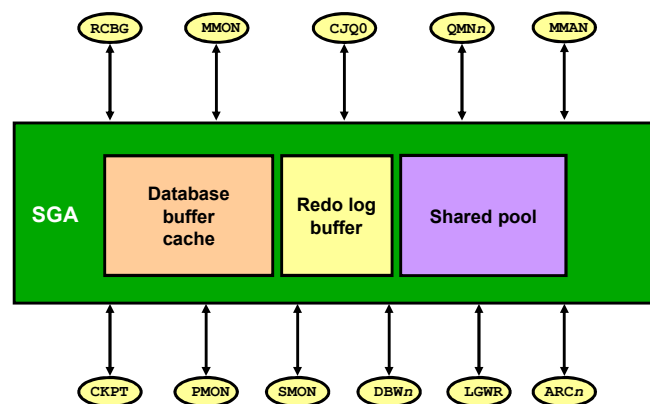 RCBG MMON CJQ0 QMNn MMAN
SGA
Database
buffer
cache
Redo log
buffer
Shared pool
CKPT PMON SMON DBWn LGWR ARCn